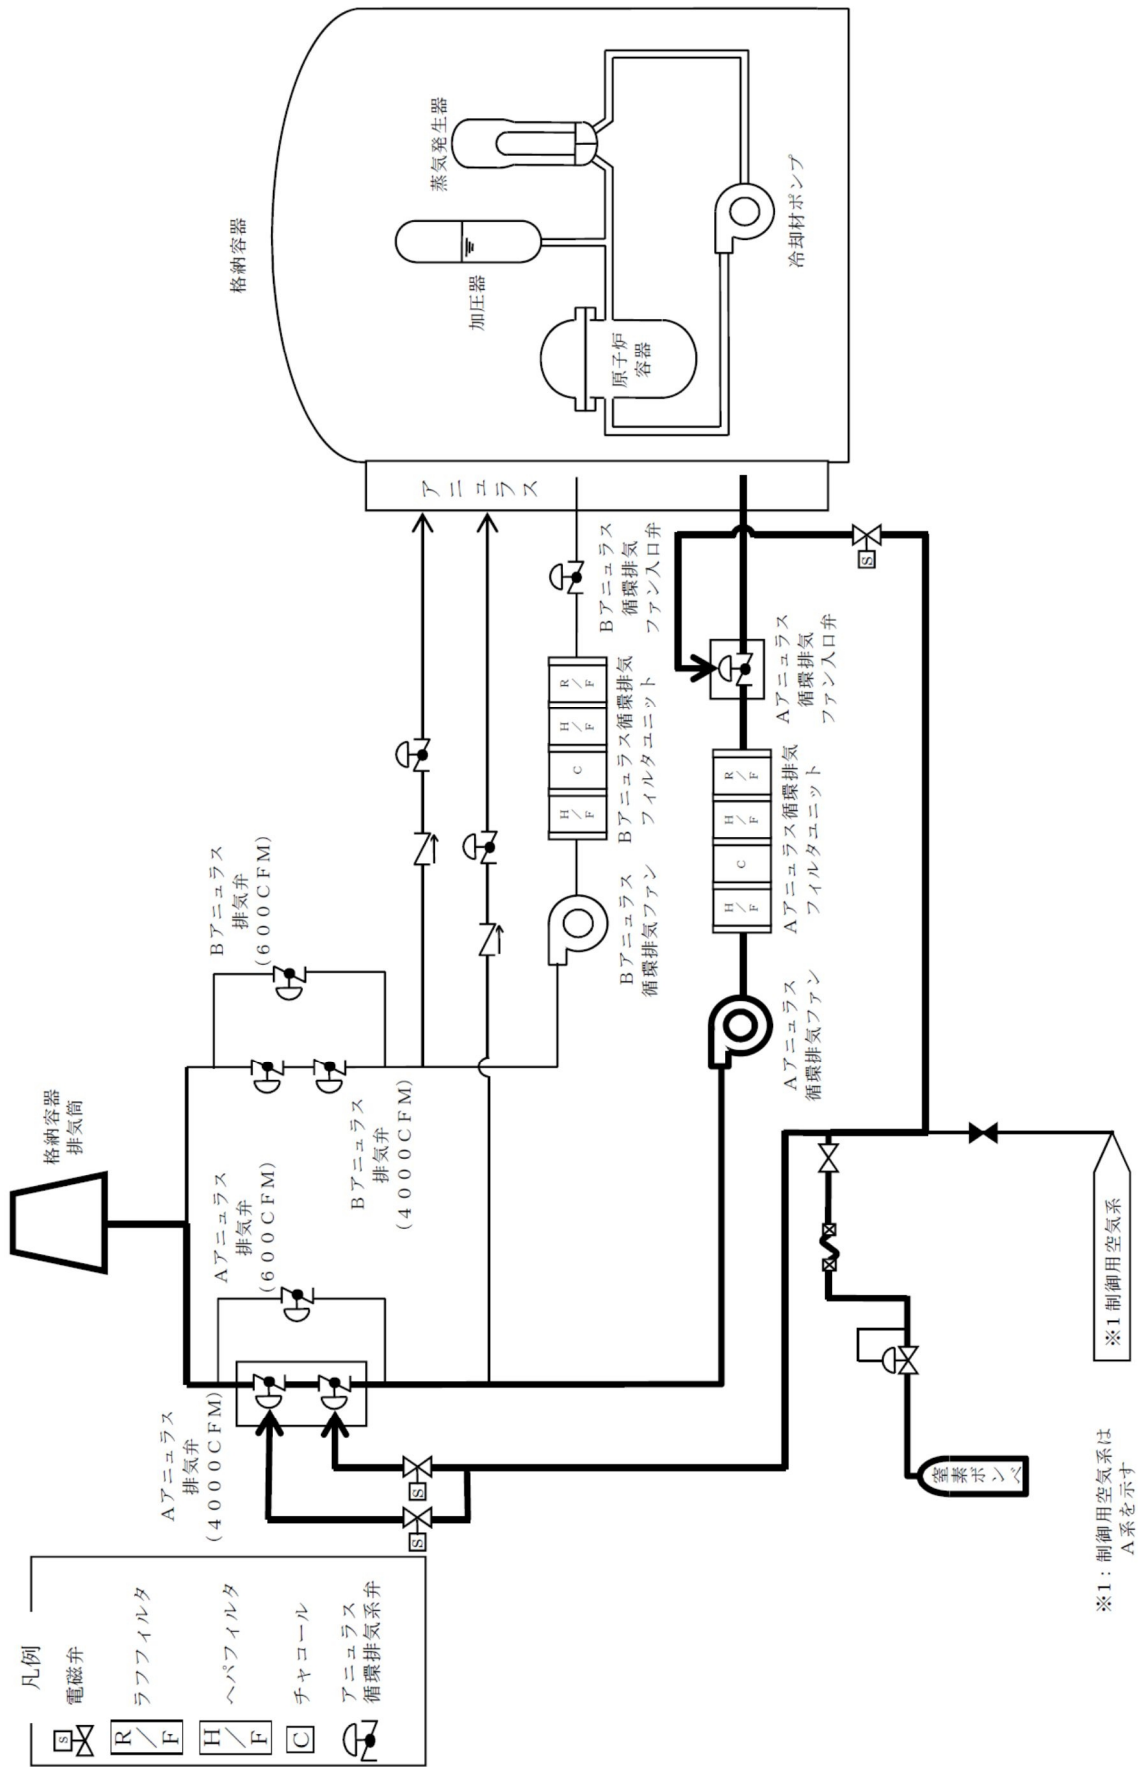 凡例
電磁弁
S
ラフフィルタ
R/F
ヘパフィルタ
H/F
チャコール
C
アニュラス
循環排気系弁
格納容器
排気筒
Aアニュラス
排気弁
(4000CFM)
Aアニュラス
排気弁
(600CFM)
Bアニュラス
排気弁
(4000CFM)
Bアニュラス
排気弁
(600CFM)
S
S
格納容器
蒸気発生器
加圧器
原子炉
容器
冷却材ポンプ
アニュラス
Bアニュラス
循環排気
ファン入口弁
H/F
C
H/F
R/F
Bアニュラス循環排気
フィルタユニット
Bアニュラス
循環排気ファン
S
Aアニュラス
循環排気
ファン入口弁
H/F
C
H/F
R/F
Aアニュラス循環排気
フィルタユニット
Aアニュラス
循環排気ファン
窒素ボンベ
※1 制御用空気系
※1：制御用空気系は
A系を示す